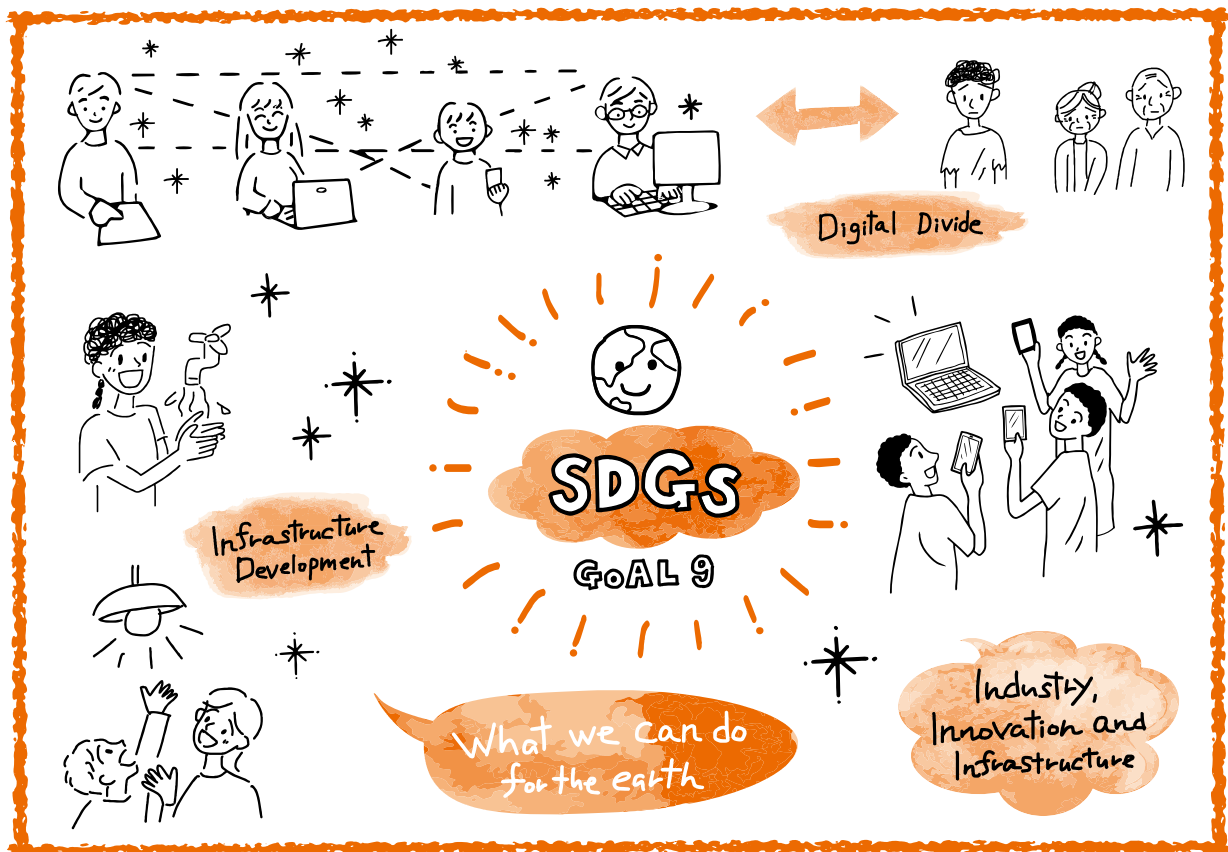 Digital Divide
SDGs
GOAL 9
Infrastructure
Development
What we can do
for the earth
Industry,
Innovation and
Infrastructure